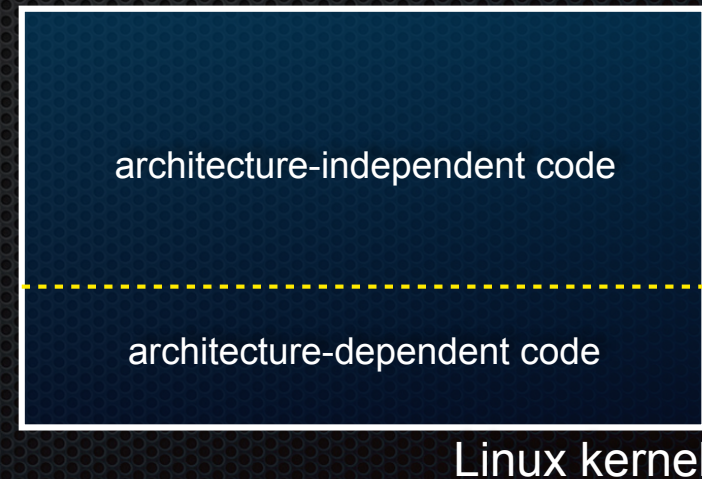 architecture-independent code
architecture-dependent code
Linux kernel